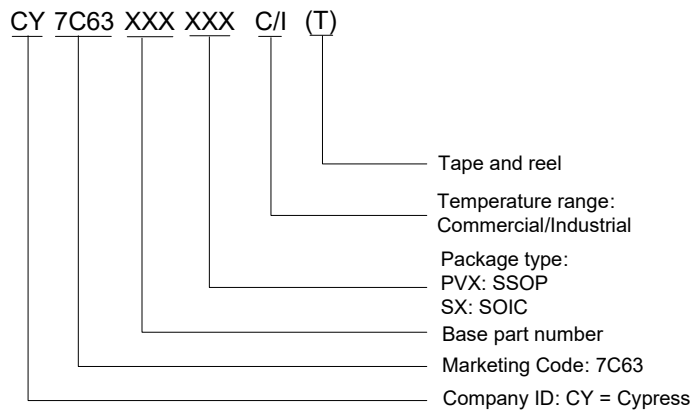 CY 7C63 XXX XXX C/I (T)
Tape and reel
Temperature range:
Commercial/Industrial
Package type:
PVX: SSOP
SX: SOIC
Base part number
Marketing Code: 7C63
Company ID: CY = Cypress